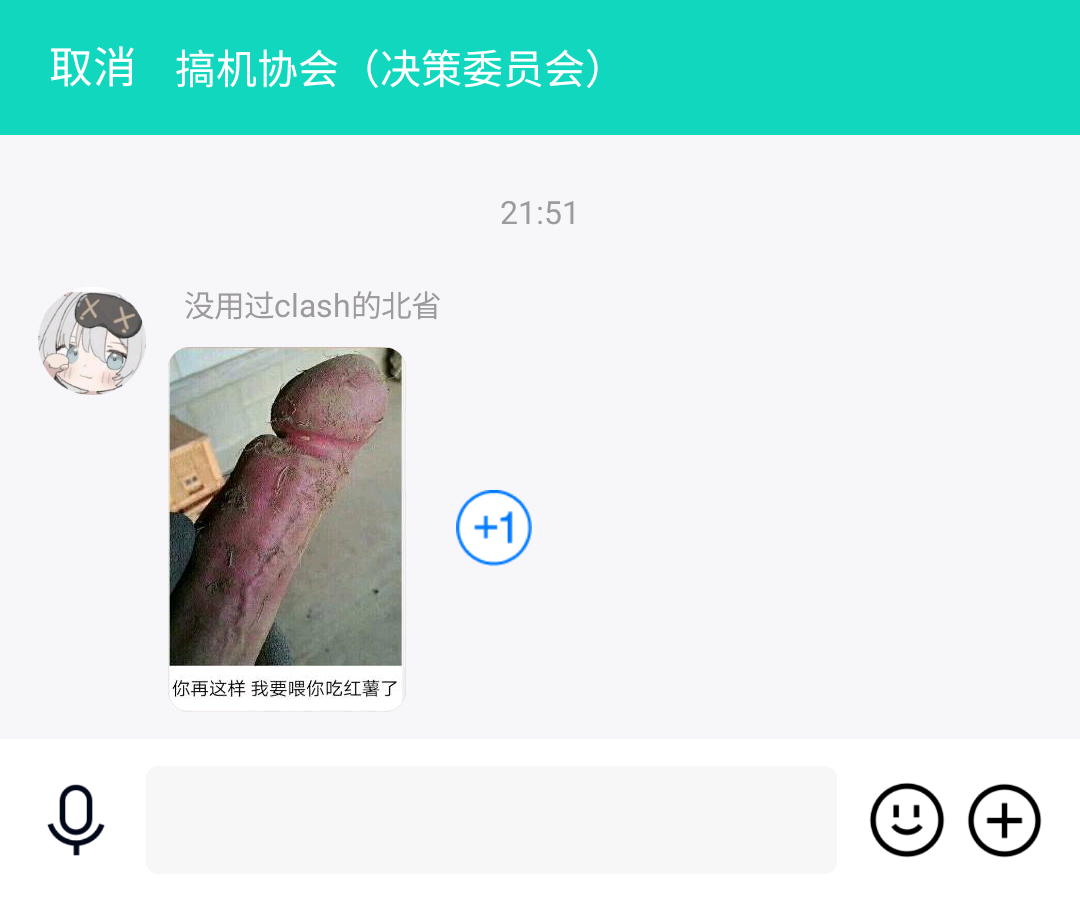 取消 搞机协会（决策委员会）
21:51
没用过clash的北省
+1
你再这样 我要喂你吃红薯了